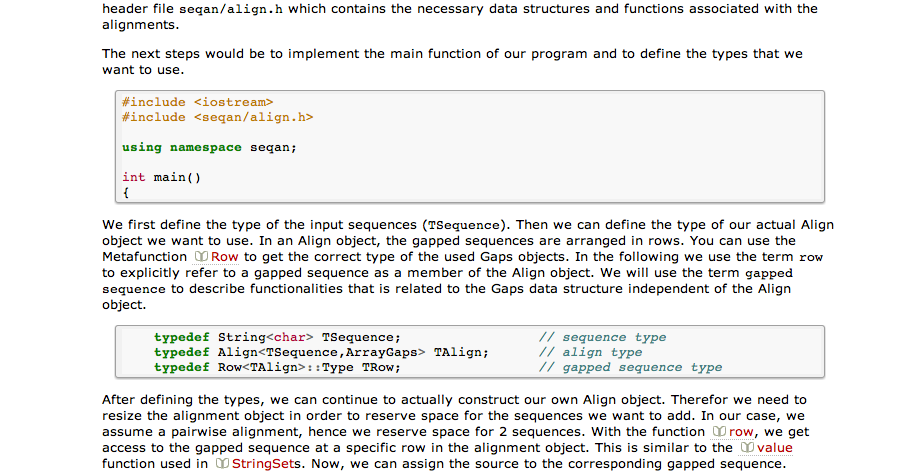 header file seqan/align.h which contains the necessary data structures and functions associated with the
alignments.
The next steps would be to implement the main function of our program and to define the types that we
want to use.
#include <iostream>
#include <seqan/align.h>
using namespace seqan;
int main()
{
We first define the type of the input sequences (TSequence). Then we can define the type of our actual Align
object we want to use. In an Align object, the gapped sequences are arranged in rows. You can use the
Metafunction Row to get the correct type of the used Gaps objects. In the following we use the term row
to explicitly refer to a gapped sequence as a member of the Align object. We will use the term gapped
sequence to describe functionalities that is related to the Gaps data structure independent of the Align
object.
typedef String<char> TSequence; // sequence type
typedef Align<TSequence,ArrayGaps> TAlign; // align type
typedef Row<TAlign>::Type TRow; // gapped sequence type
After defining the types, we can continue to actually construct our own Align object. Therefor we need to
resize the alignment object in order to reserve space for the sequences we want to add. In our case, we
assume a pairwise alignment, hence we reserve space for 2 sequences. With the function row, we get
access to the gapped sequence at a specific row in the alignment object. This is similar to the value
function used in StringSets. Now, we can assign the source to the corresponding gapped sequence.